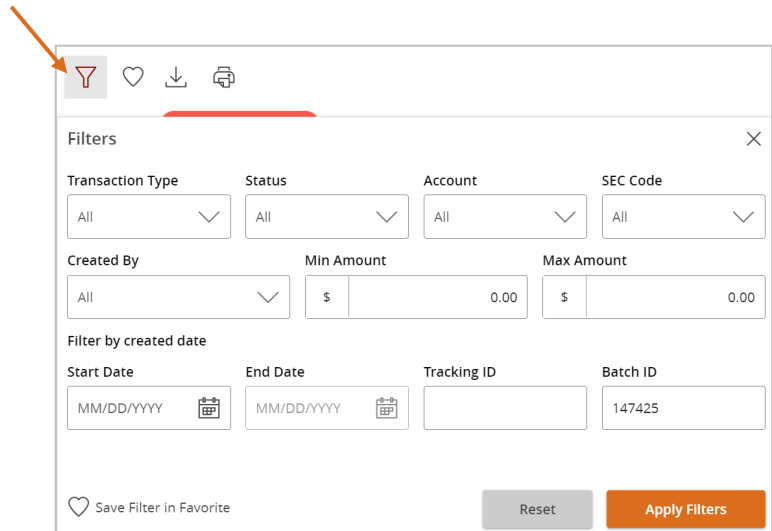 Filters
Transaction Type Status Account SEC Code
All All All All
Created By Min Amount Max Amount
All $ 0.00 $ 0.00
Filter by created date
Start Date End Date Tracking ID Batch ID
MM/DD/YYYY MM/DD/YYYY 147425
Save Filter in Favorite Reset Apply Filters